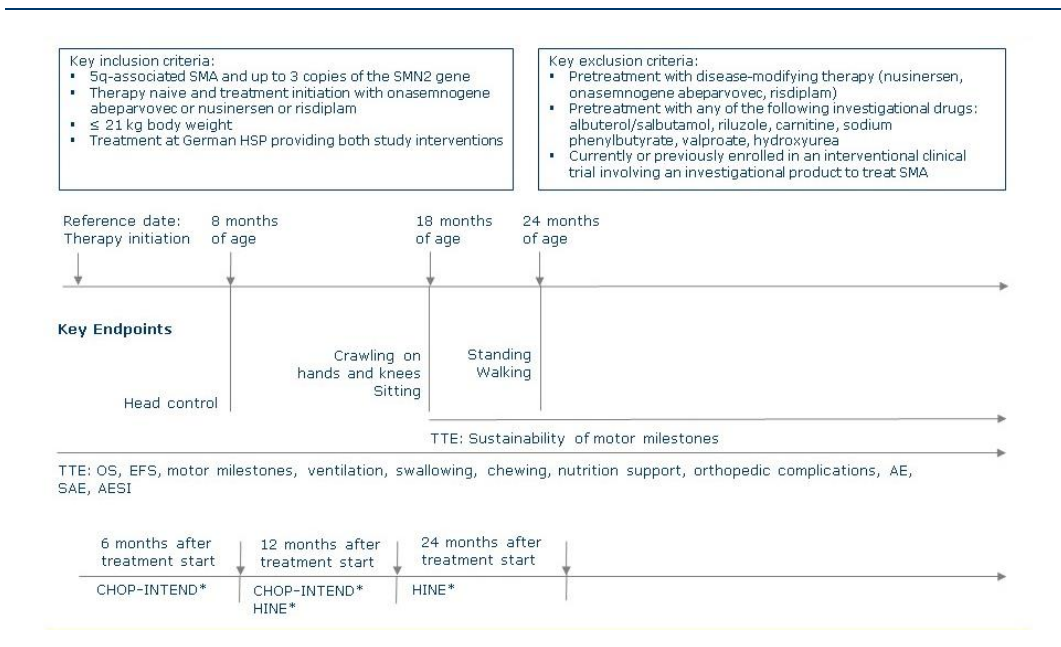 Key inclusion criteria:
▪ 5q-associated SMA and up to 3 copies of the SMN2 gene
▪ Therapy naive and treatment initiation with onasemnogene
abeparvovec or nusinersen or risdiplam
▪ ≤ 21 kg body weight
▪ Treatment at German HSP providing both study interventions
Key exclusion criteria:
▪ Pretreatment with disease-modifying therapy (nusinersen,
onasemnogene abeparvovec, risdiplam)
▪ Pretreatment with any of the following investigational drugs:
albuterol/salbutamol, riluzole, carnitine, sodium
phenylbutyrate, valproate, hydroxyurea
▪ Currently or previously enrolled in an interventional clinical
trial involving an investigational product to treat SMA
Reference date:
Therapy initiation
8 months
of age
18 months
of age
24 months
of age
Key Endpoints
Head control
Crawling on
hands and knees
Sitting
Standing
Walking
TTE: Sustainability of motor milestones
TTE: OS, EFS, motor milestones, ventilation, swallowing, chewing, nutrition support, orthopedic complications, AE,
SAE, AESI
6 months after
treatment start
12 months after
treatment start
24 months after
treatment start
CHOP-INTEND*
CHOP-INTEND*
HINE*
HINE*